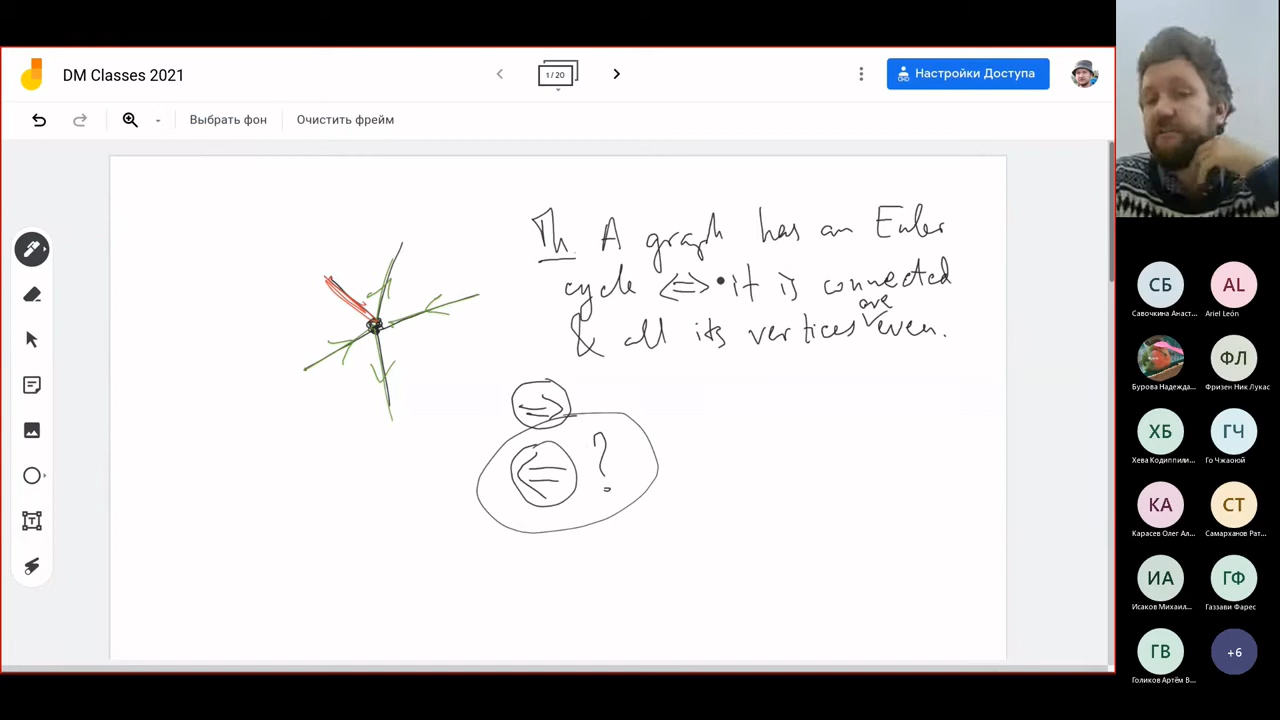 DM Classes 2021
1 / 20
Настройки Доступа
Выбрать фон
Очистить фрейм
Th. A graph has an Euler
cycle <=> • it is connected
& all its vertices are even.
=>
<= ?
СБ
AL
Савочкина Анаст...
Ariel León
ФЛ
Бурова Надежда...
Фризен Ник Лукас
ХБ
ГЧ
Хева Кодиппили...
Го Чжаоюй
КА
СТ
Карасев Олег Ал...
Самарханов Рат...
ИА
ГФ
Исаков Михаил...
Газзави Фарес
ГВ
+6
Голиков Артём В...